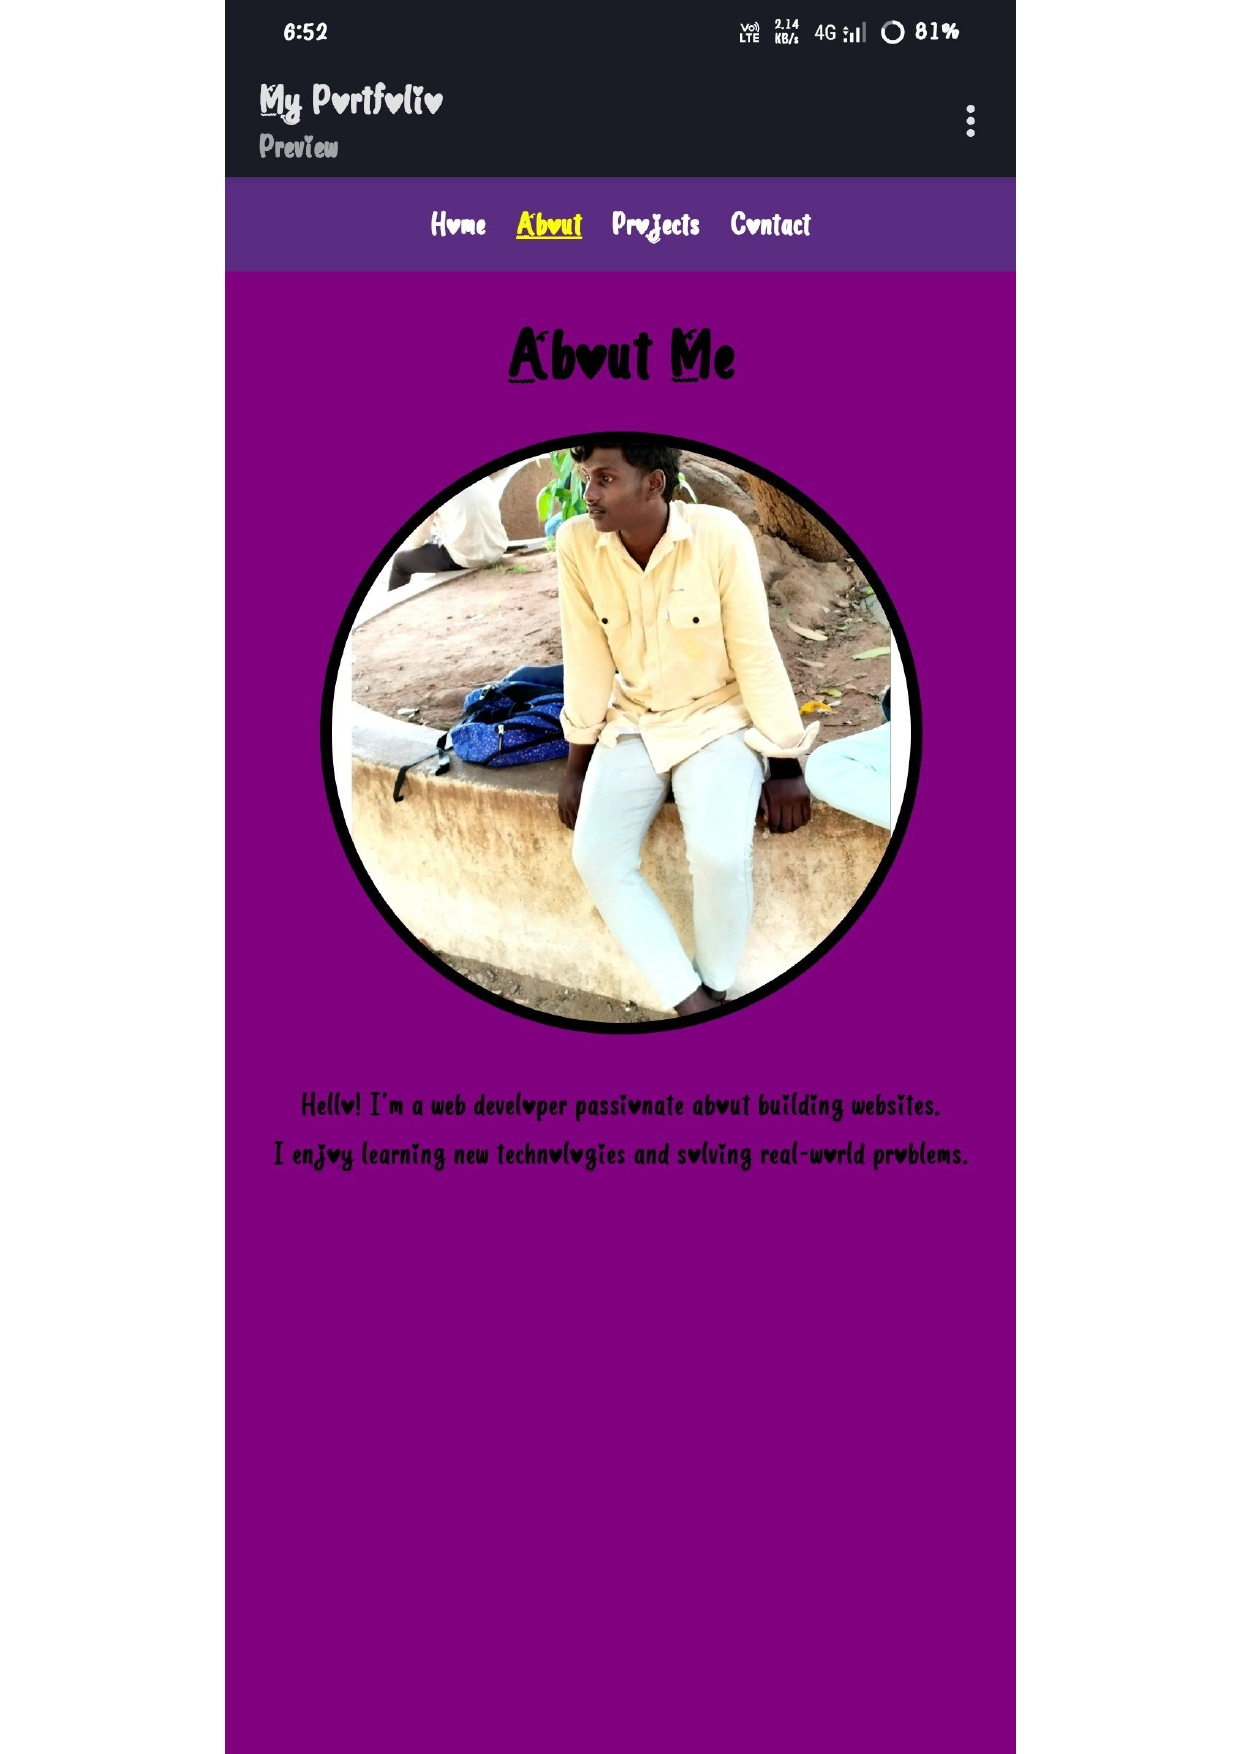 6:52 Vo) LTE 2.14 KB/s 4G 81%
My Portfolio
Preview
Home About Projects Contact
About Me
Hello! I'm a web developer passionate about building websites.
I enjoy learning new technologies and solving real-world problems.